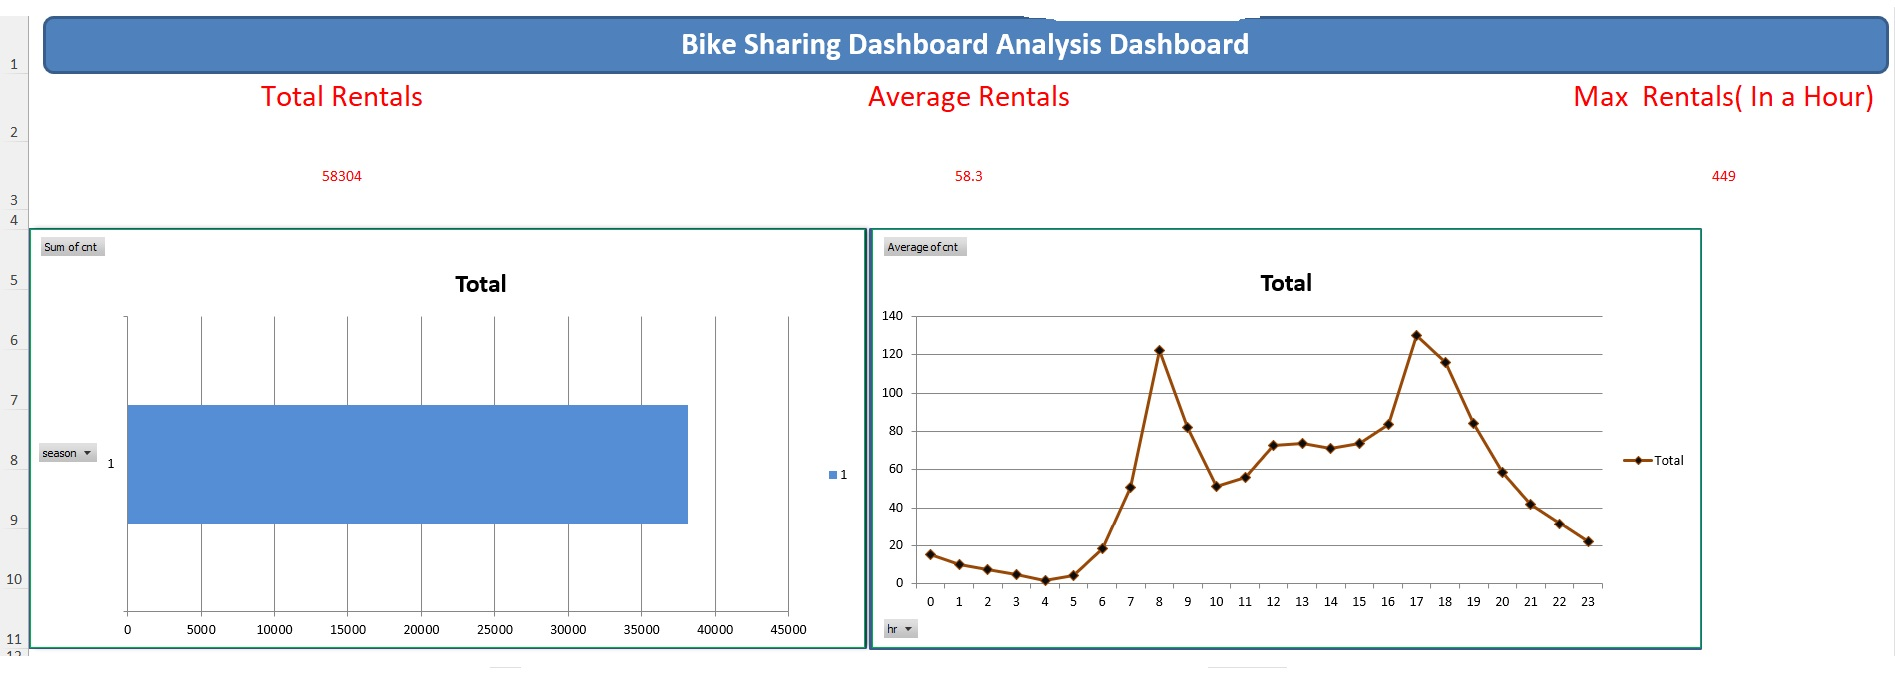 Bike Sharing Dashboard Analysis Dashboard
1
Total Rentals Average Rentals Max Rentals( In a Hour)
2
58304 58.3 449
3
4
Sum of cnt
Total
season
1
1
0 5000 10000 15000 20000 25000 30000 35000 40000 45000
Average of cnt
Total
140
120
100
80
60
40
20
0
0 1 2 3 4 5 6 7 8 9 10 11 12 13 14 15 16 17 18 19 20 21 22 23
Total
hr
5
6
7
8
9
10
11
12